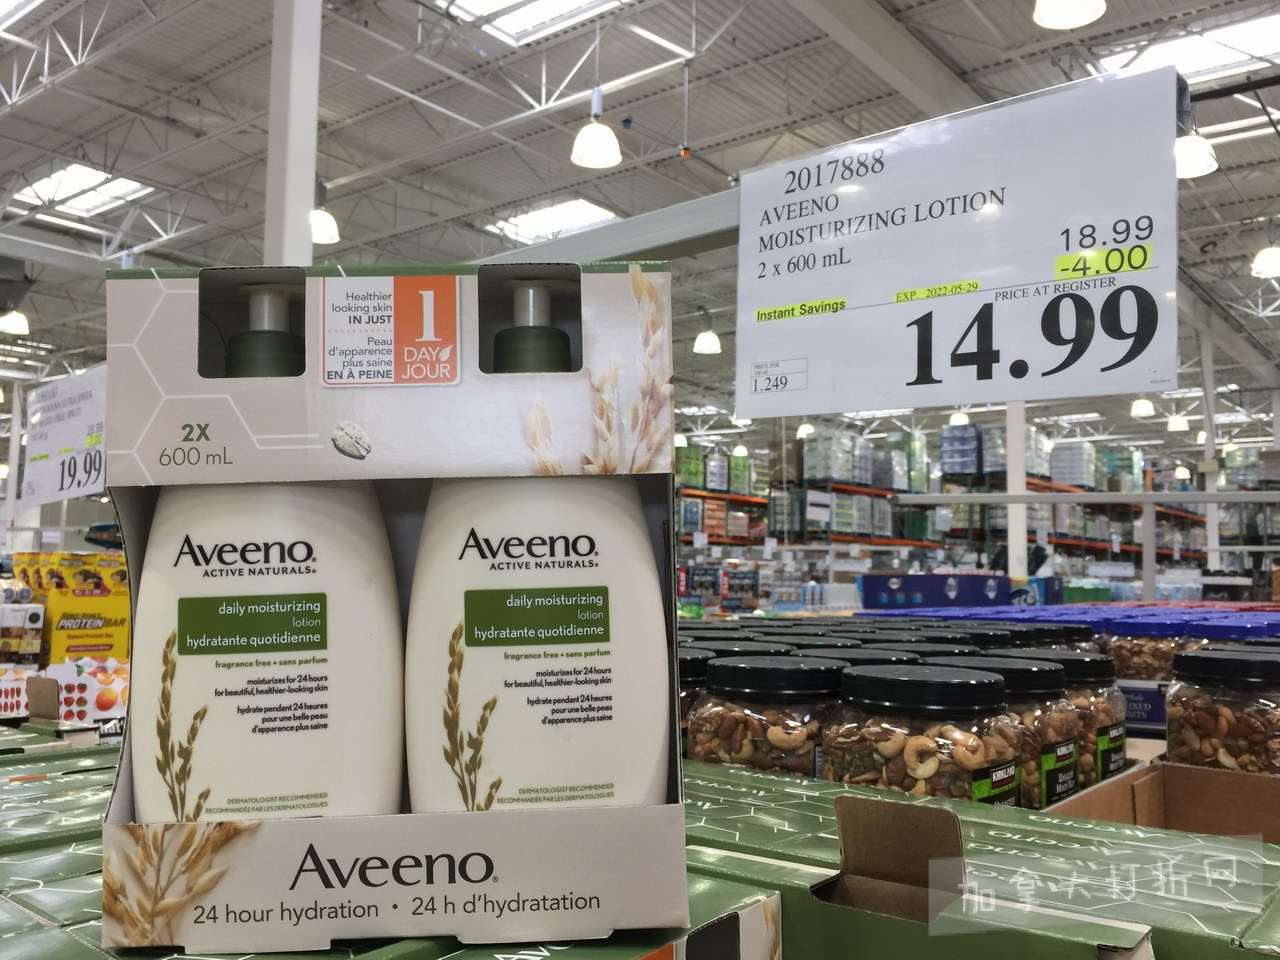 2017888
AVEENO
MOISTURIZING LOTION
2 x 600 mL
18.99
-4.00
Instant Savings
EXP 2022-05-29
PRICE AT REGISTER
14.99
PRICE PER
1.249
19.99
Healthier
looking skin
IN JUST
Peau
d'apparence
plus saine
EN À PEINE
1
DAY
JOUR
2X
600 mL
Aveeno®
ACTIVE NATURALS®
daily moisturizing
lotion
hydratante quotidienne
fragrance free • sans parfum
moisturizes for 24 hours
for beautiful, healthier-looking skin
hydrate pendant 24 heures
pour une belle peau
d'apparence plus saine
DERMATOLOGIST RECOMMENDED
RECOMMANDÉE PAR LES DERMATOLOGUES
Aveeno®
ACTIVE NATURALS®
daily moisturizing
lotion
hydratante quotidienne
fragrance free • sans parfum
moisturizes for 24 hours
for beautiful, healthier-looking skin
hydrate pendant 24 heures
pour une belle peau
d'apparence plus saine
DERMATOLOGIST RECOMMENDED
RECOMMANDÉE PAR LES DERMATOLOGUES
Aveeno®
24 hour hydration • 24 h d'hydratation
PROTEIN BAR
KIRKLAND
Aveeno
加拿大打折网